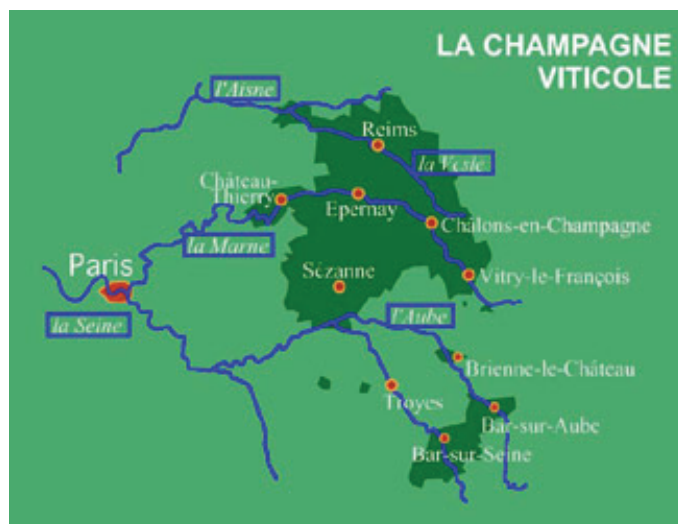 LA CHAMPAGNE
VITICOLE
l'Aisne
Reims
la Vesle
Château-
Thierry
Epernay
Châlons-en-Champagne
la Marne
Paris
Sézanne
Vitry-le-François
la Seine
l'Aube
Brienne-le-Château
Troyes
Bar-sur-Aube
Bar-sur-Seine